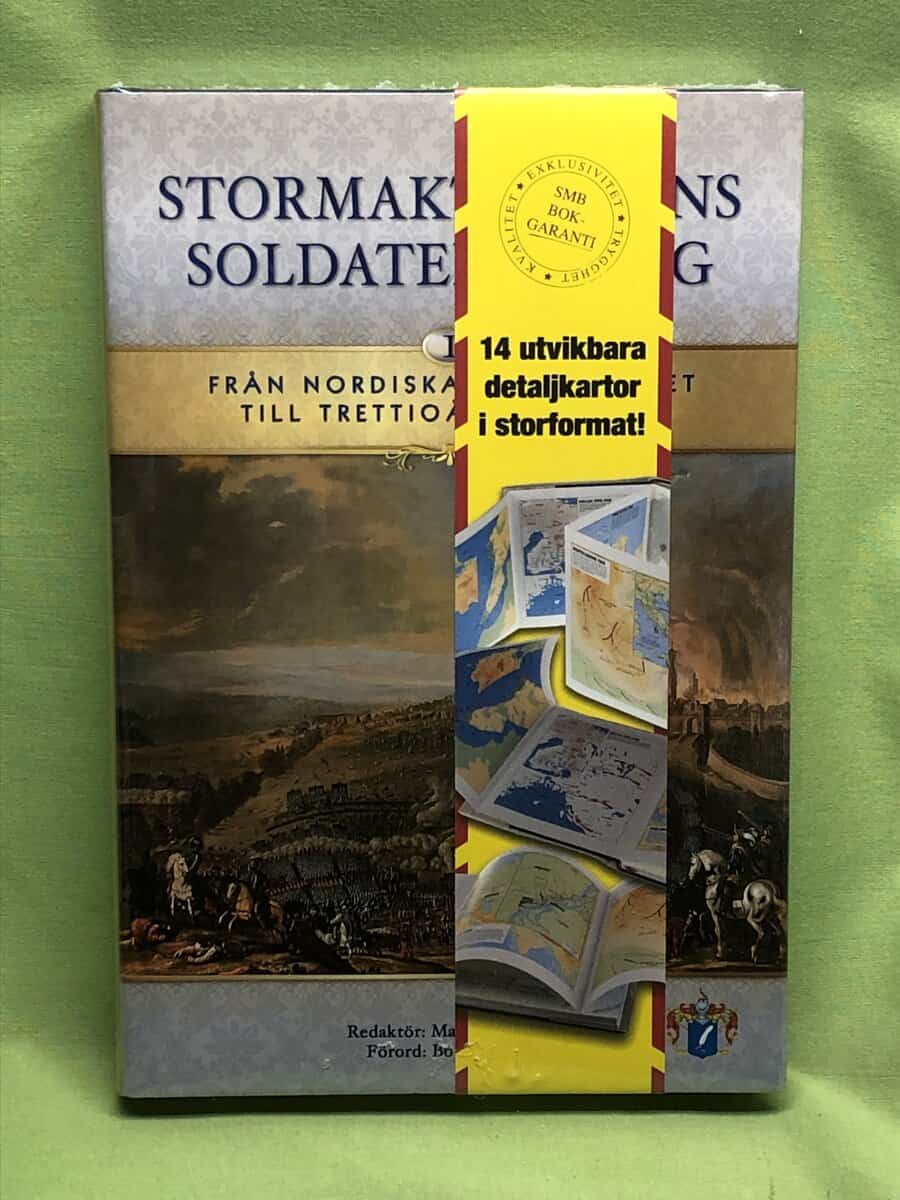 STORMAKT NS
SOLDATE G
FRÅN NORDISKA ET
TILL TRETTIOÅ
Redaktör: Ma
Förord: Bo
KVALITET ★ EXKLUSIVITET ★ TRYGGHET ★
SMB
BOK-
GARANTI
14 utvikbara
detaljkartor
i storformat!